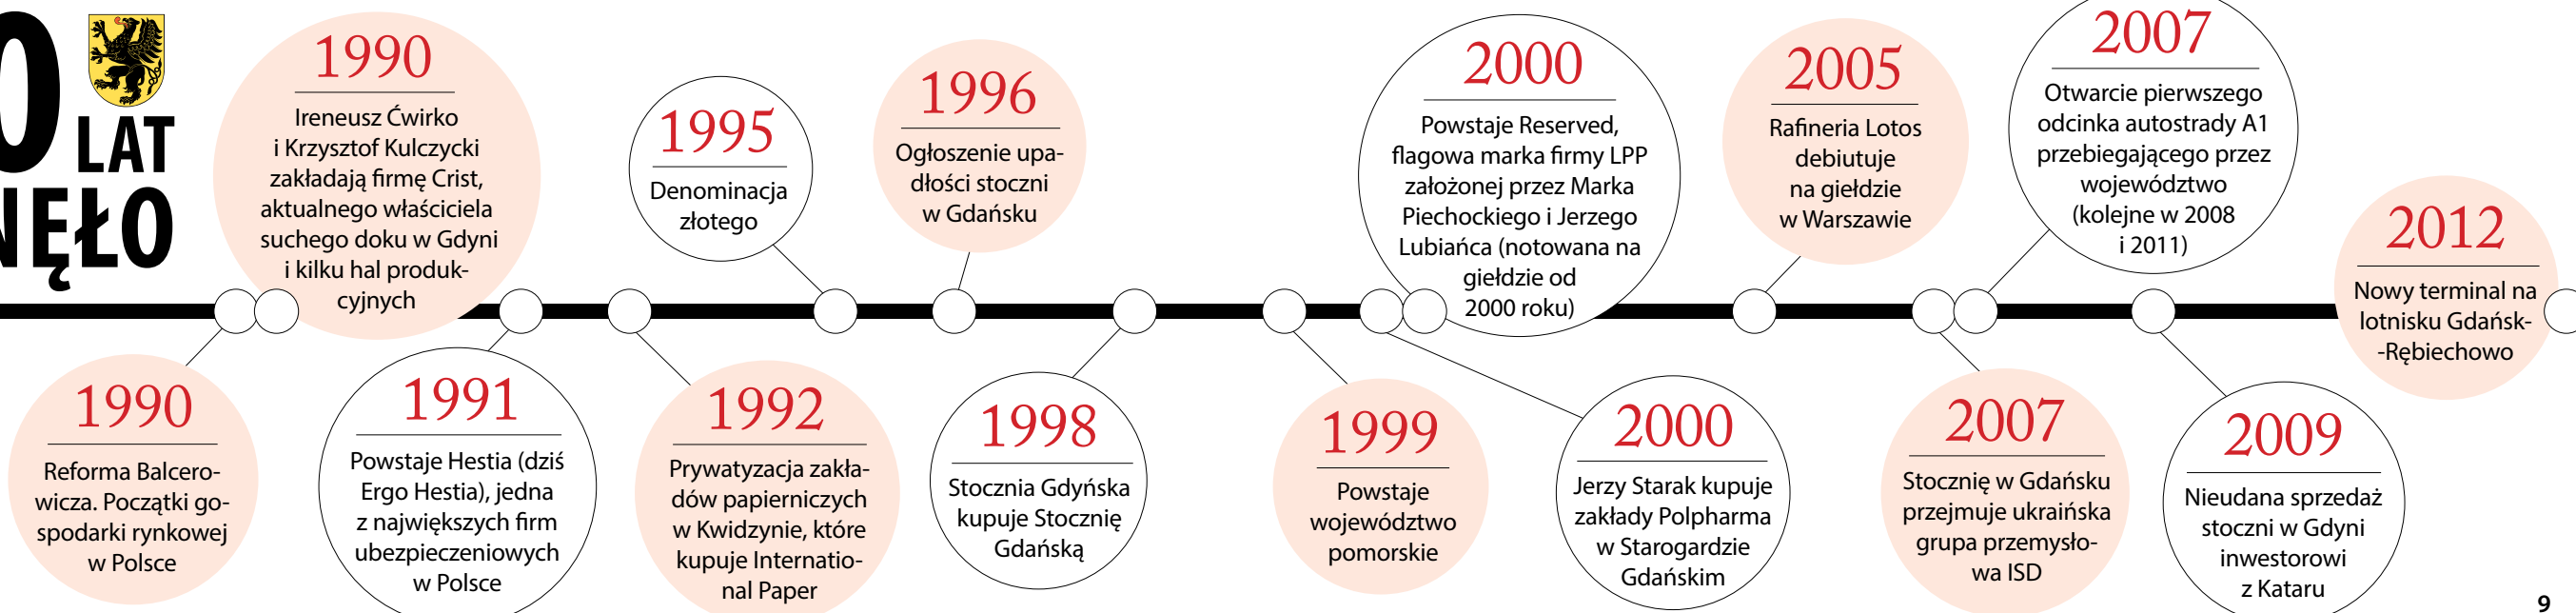 0 LAT
NĘŁO
1990
Reforma Balcero-
wicza. Początki go-
spodarki rynkowej
w Polsce
1990
Ireneusz Ćwirko
i Krzysztof Kulczycki
zakładają firmę Crist,
aktualnego właściciela
suchego doku w Gdyni
i kilku hal produk-
cyjnych
1991
Powstaje Hestia (dziś
Ergo Hestia), jedna
z największych firm
ubezpieczeniowych
w Polsce
1992
Prywatyzacja zakła-
dów papierniczych
w Kwidzynie, które
kupuje Internatio-
nal Paper
1995
Denominacja
złotego
1996
Ogłoszenie upa-
dłości stoczni
w Gdańsku
1998
Stocznia Gdyńska
kupuje Stocznię
Gdańską
1999
Powstaje
województwo
pomorskie
2000
Jerzy Starak kupuje
zakłady Polpharma
w Starogardzie
Gdańskim
2000
Powstaje Reserved,
flagowa marka firmy LPP
założonej przez Marka
Piechockiego i Jerzego
Lubiańca (notowana na
giełdzie od
2000 roku)
2005
Rafineria Lotos
debiutuje
na giełdzie
w Warszawie
2007
Stocznię w Gdańsku
przejmuje ukraińska
grupa przemysło-
wa ISD
2007
Otwarcie pierwszego
odcinka autostrady A1
przebiegającego przez
województwo
(kolejne w 2008
i 2011)
2009
Nieudana sprzedaż
stoczni w Gdyni
inwestorowi
z Kataru
2012
Nowy terminal na
lotnisku Gdańsk-
-Rębiechowo
9